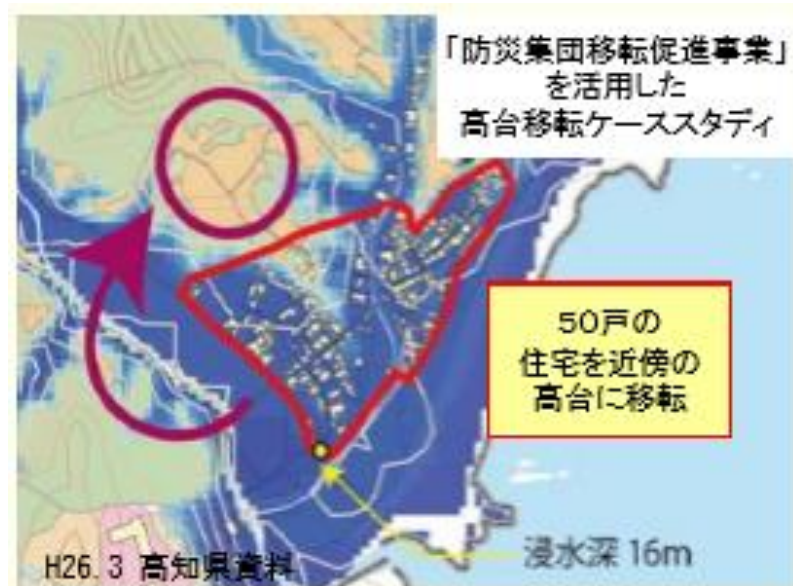 「防災集団移転促進事業」
を活用した
高台移転ケーススタディ
50戸の
住宅を近傍の
高台に移転
浸水深 16m
H26.3 高知県資料